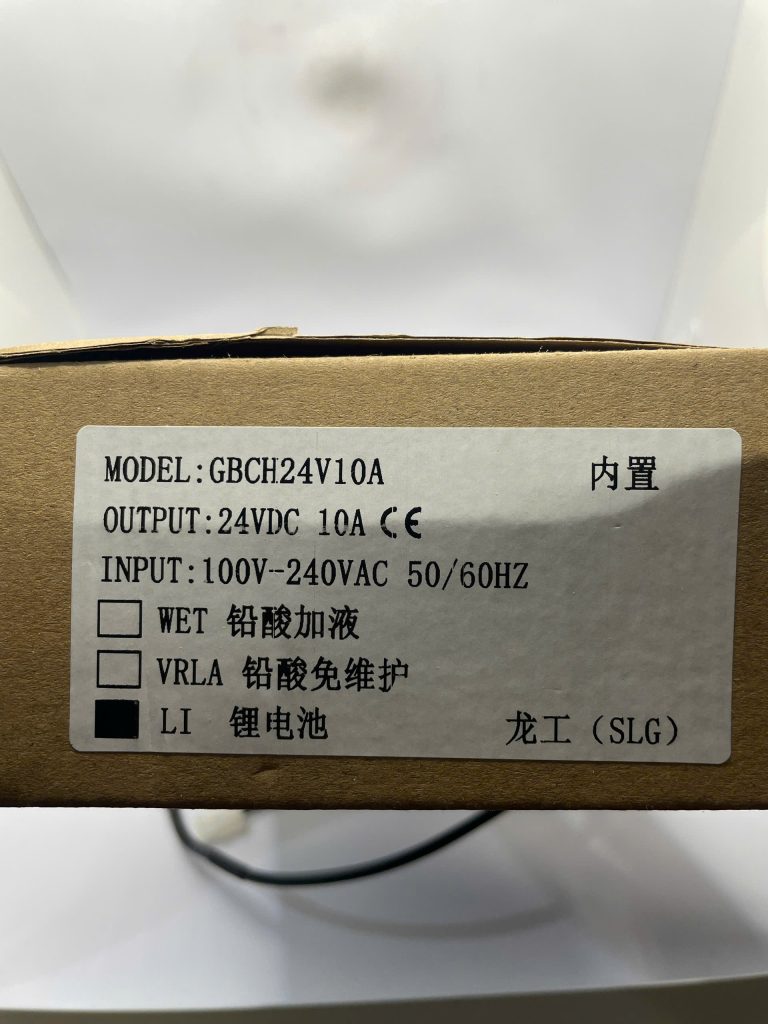 MODEL:GBCH24V10A 内置
OUTPUT:24VDC 10A CE
INPUT:100V-240VAC 50/60HZ
WET 铅酸加液
VRLA 铅酸免维护
LI 锂电池 龙工（SLG）